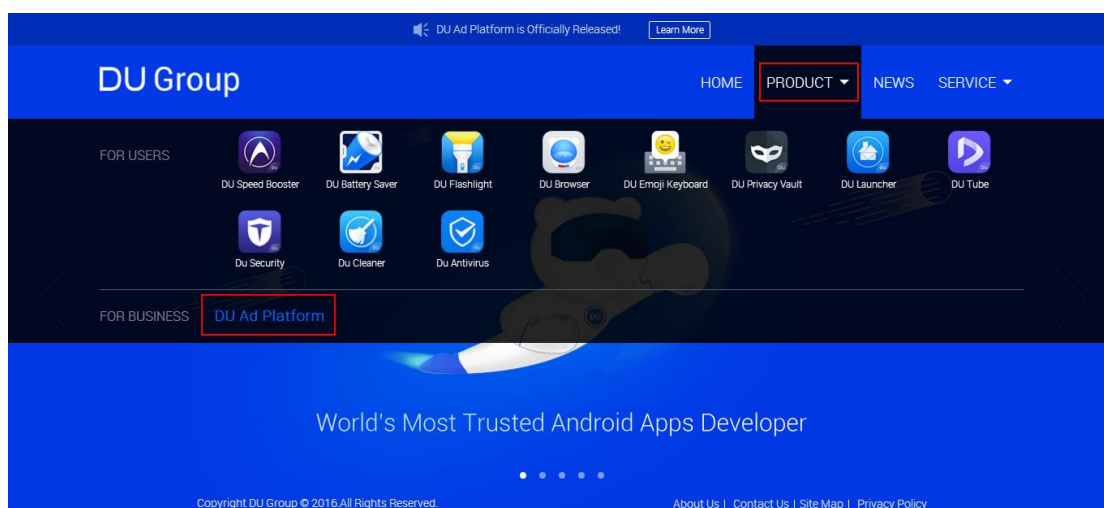 DU Ad Platform is Officially Released! Learn More
DU Group HOME PRODUCT NEWS SERVICE
FOR USERS
DU Speed Booster DU Battery Saver DU Flashlight DU Browser DU Emoji Keyboard DU Privacy Vault DU Launcher DU Tube
Du Security Du Cleaner Du Antivirus
FOR BUSINESS DU Ad Platform
World's Most Trusted Android Apps Developer
Copyright DU Group © 2016.All Rights Reserved. About Us | Contact Us | Site Map | Privacy Policy